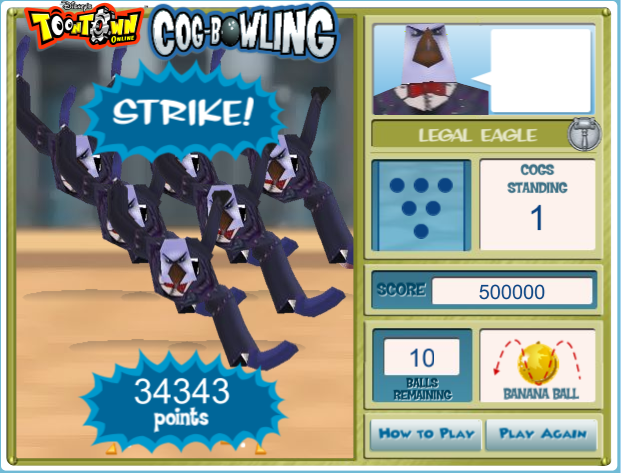 Disney's
TOONTOWN
ONLINE
COG-BOWLING
STRIKE!
LEGAL EAGLE
COGS
STANDING
1
SCORE
500000
10
BALLS
REMAINING
BANANA BALL
34343
points
HOW TO PLAY
PLAY AGAIN